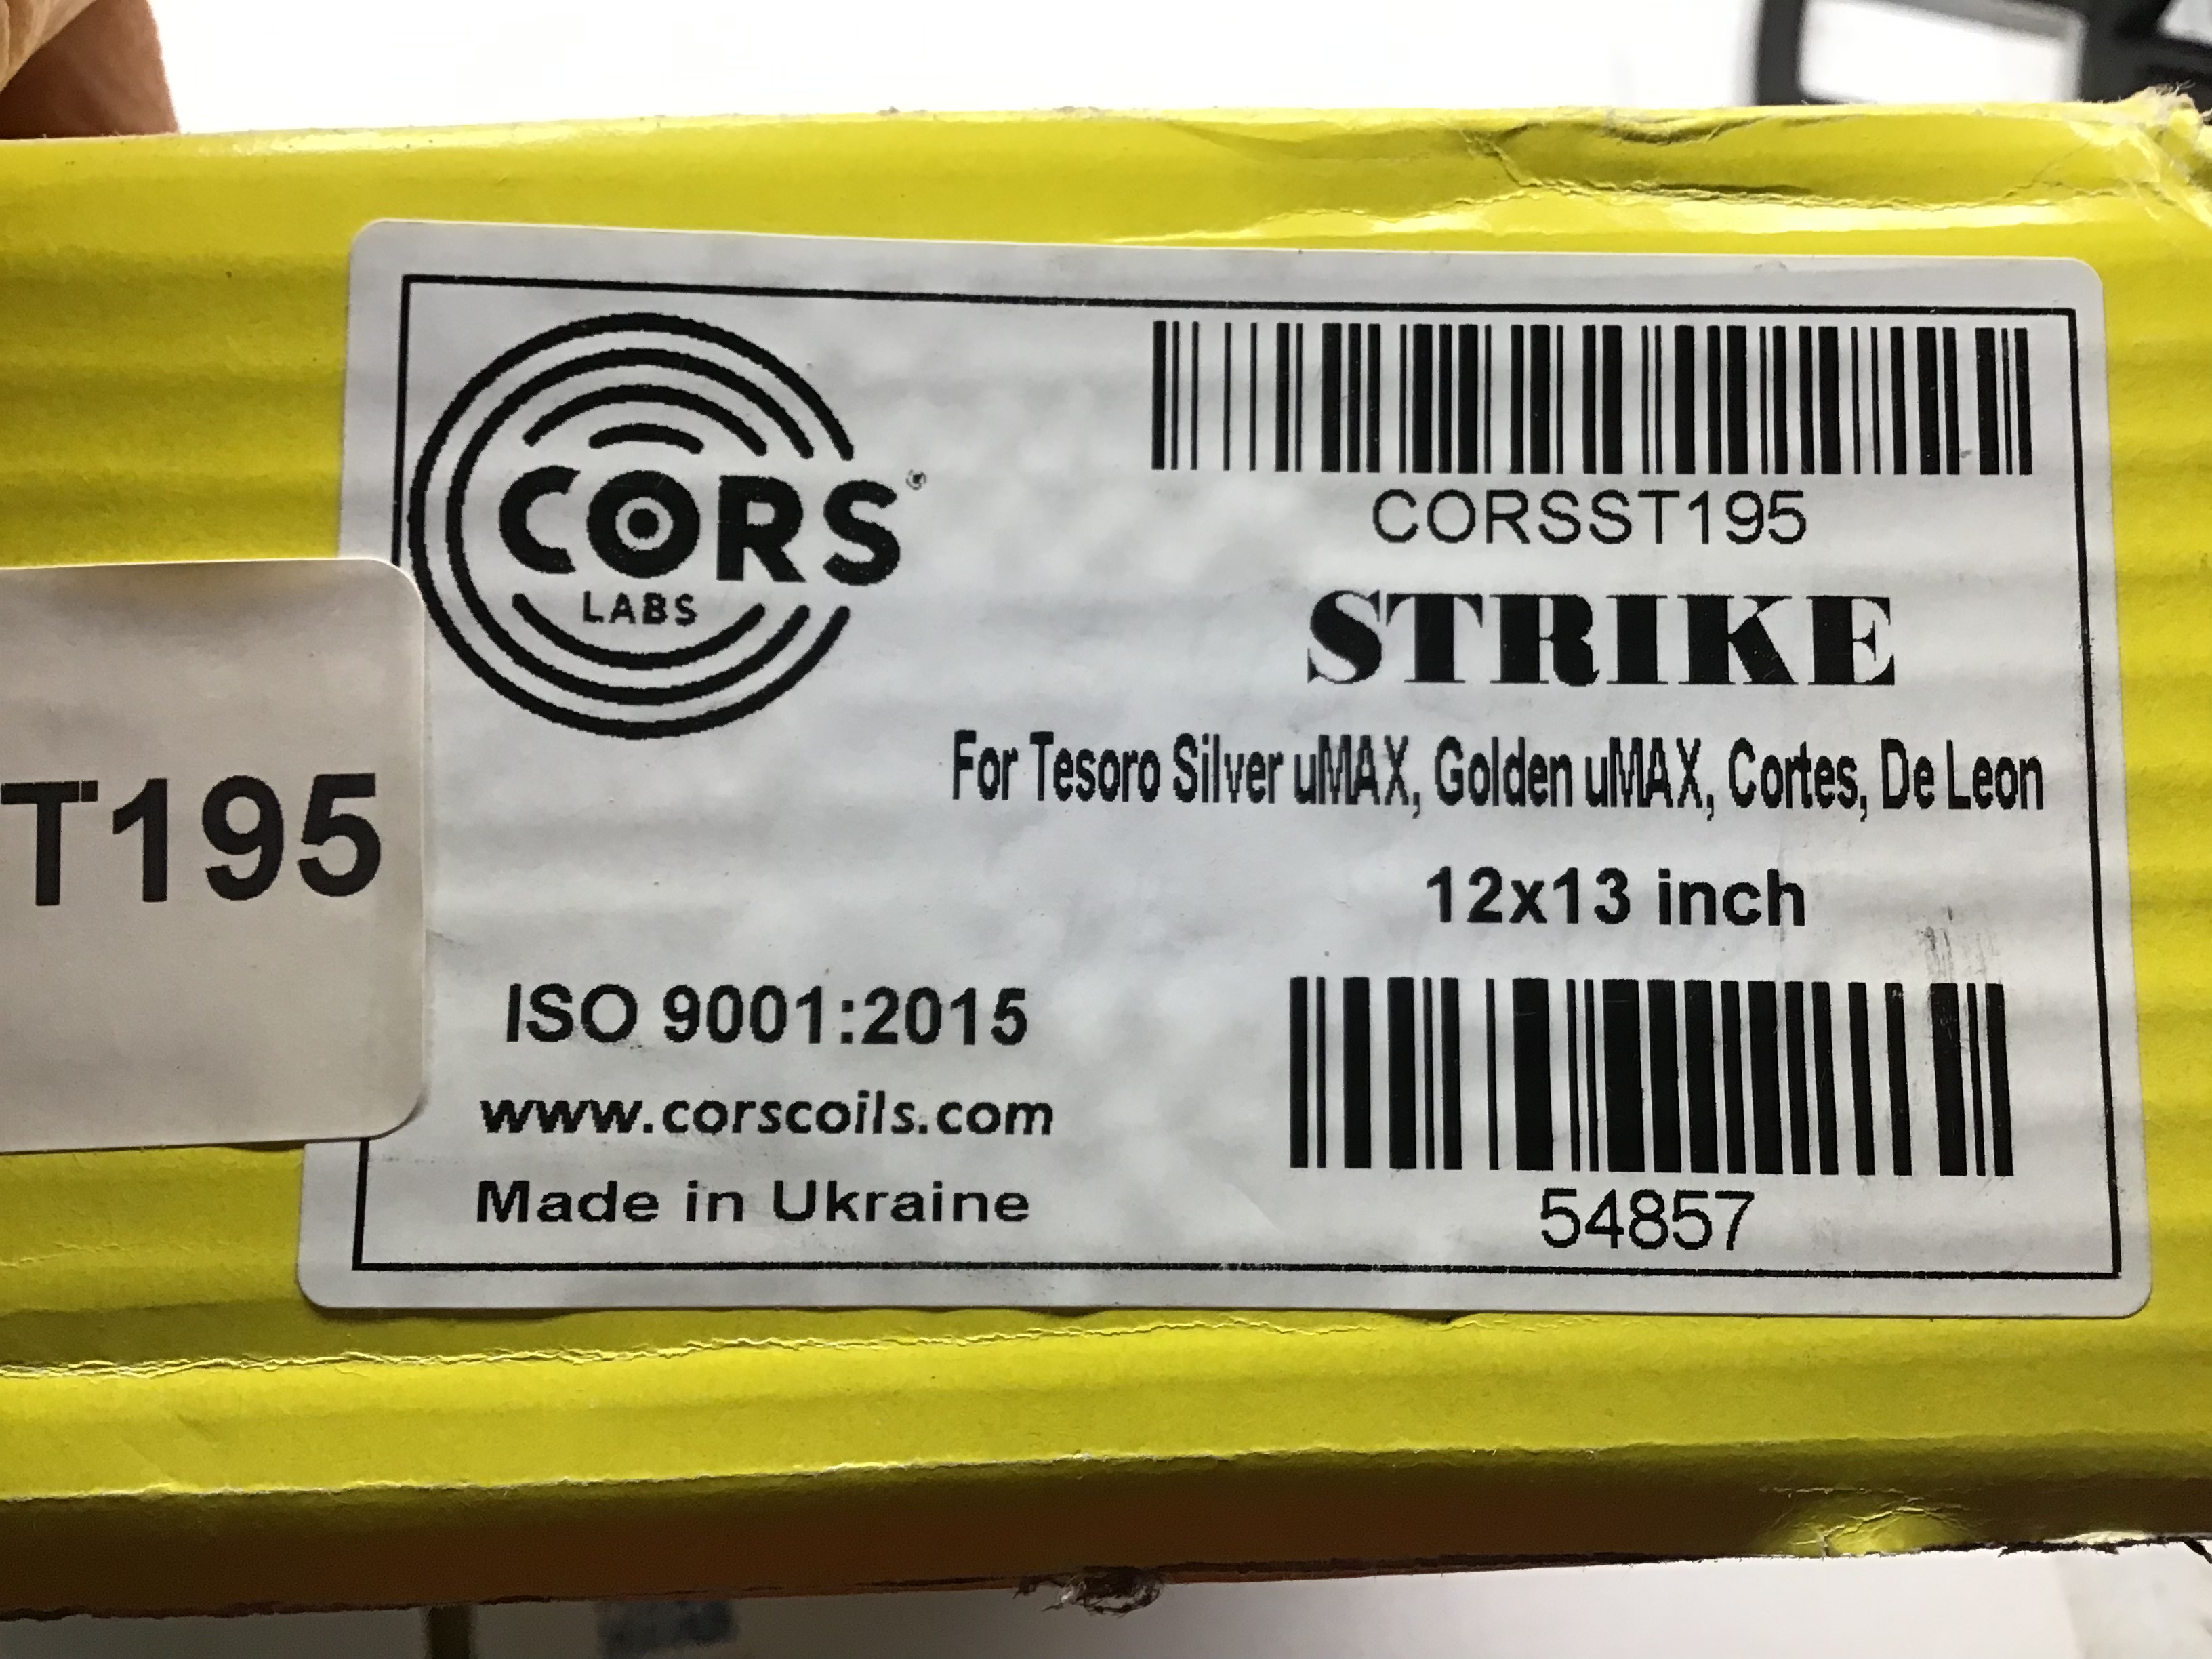 CORS
LABS
CORSST195
STRIKE
For Tesoro Silver uMAX, Golden uMAX, Cortes, De Leon
12x13 inch
T195
ISO 9001:2015
www.corscoils.com
Made in Ukraine
54857